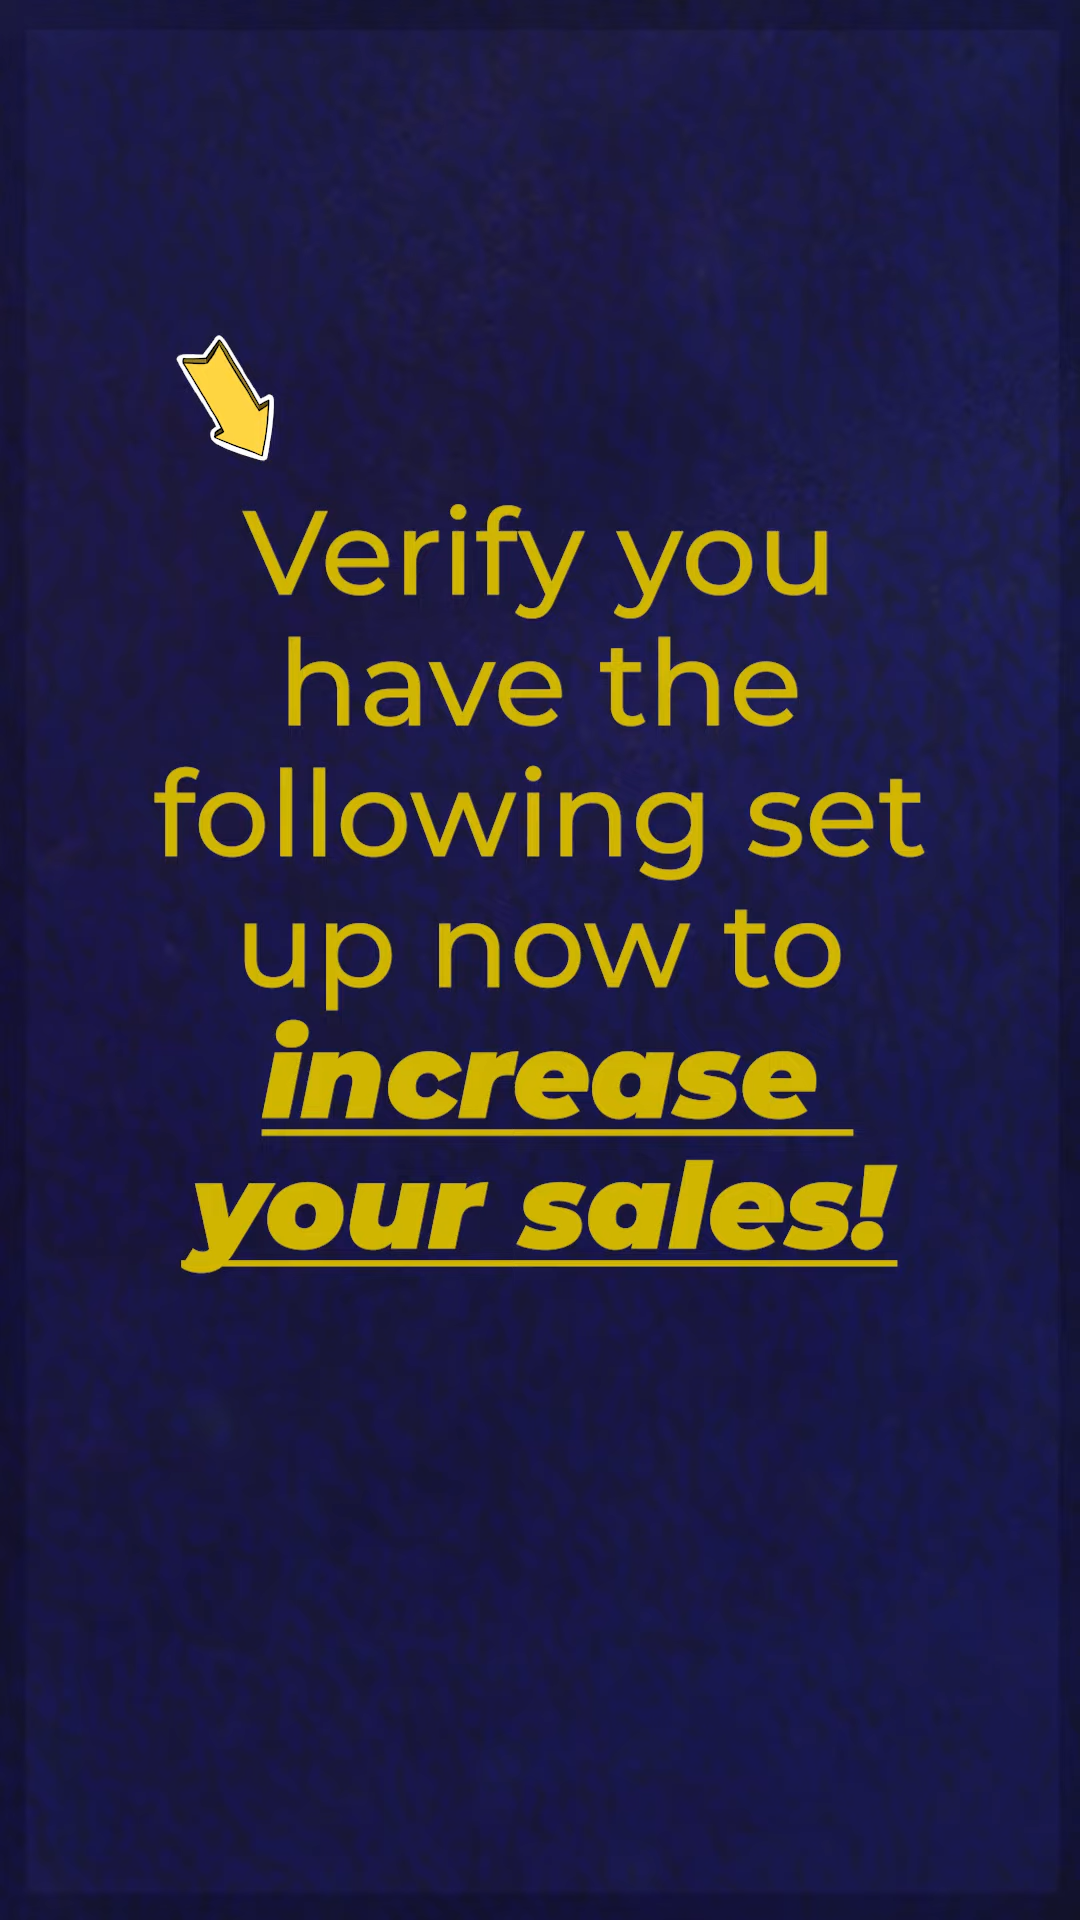 Verify you
have the
following set
up now to
increase
your sales!